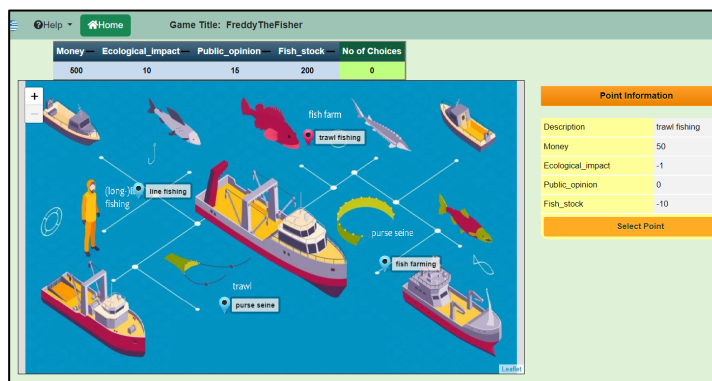 Help
Home
Game Title: FreddyTheFisher
Money Ecological_impact Public_opinion Fish_stock No of Choices
500 10 15 200 0
+
−
fish farm
trawl fishing
(long-)
line fishing
fishing
purse seine
fish farming
trawl
purse seine
Leaflet
Point Information
Description trawl fishing
Money 50
Ecological_impact -1
Public_opinion 0
Fish_stock -10
Select Point